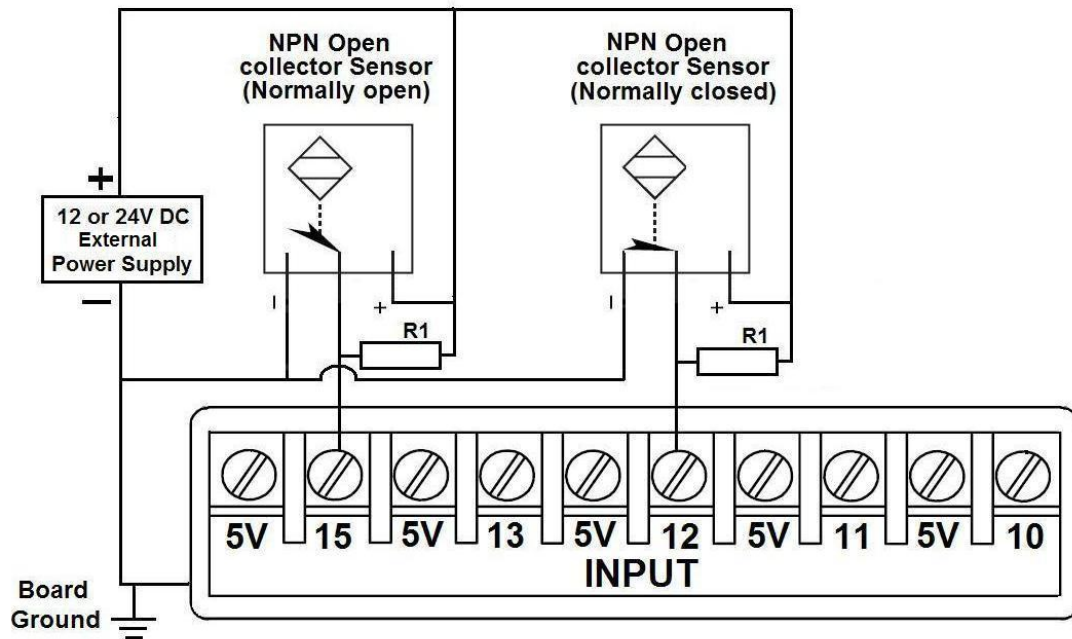 NPN Open
collector Sensor
(Normally open)
NPN Open
collector Sensor
(Normally closed)
+
12 or 24V DC
External
Power Supply
−
− +
R1
− +
R1
5V 15 5V 13 5V 12 5V 11 5V 10
INPUT
Board
Ground